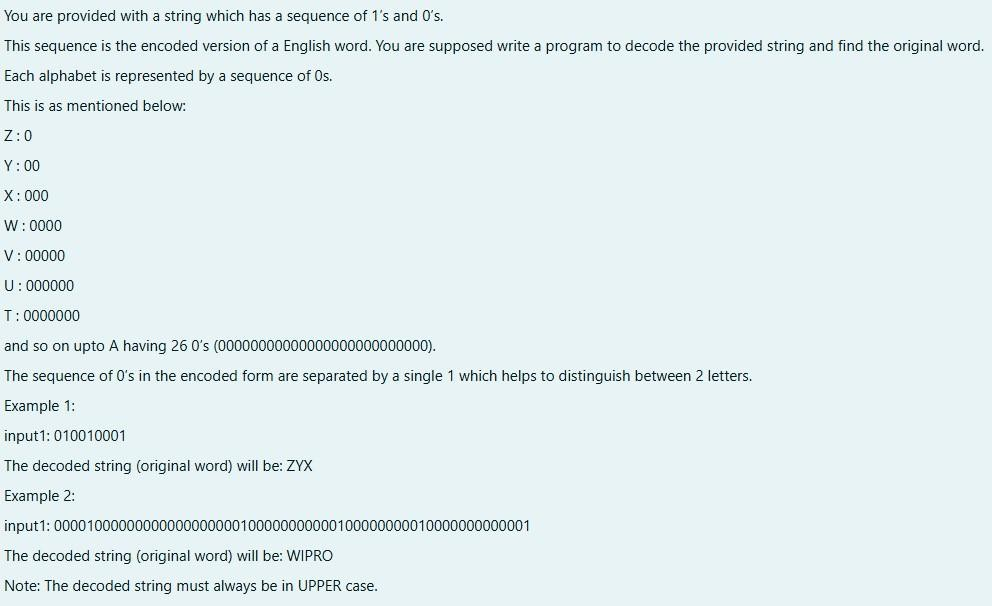 You are provided with a string which has a sequence of 1's and 0's.
This sequence is the encoded version of a English word. You are supposed write a program to decode the provided string and find the original word.
Each alphabet is represented by a sequence of 0s.
This is as mentioned below:
Z : 0
Y : 00
X : 000
W : 0000
V : 00000
U : 000000
T : 0000000
and so on upto A having 26 0's (00000000000000000000000000).
The sequence of 0's in the encoded form are separated by a single 1 which helps to distinguish between 2 letters.
Example 1:
input1: 010010001
The decoded string (original word) will be: ZYX
Example 2:
input1: 00001000000000000000000100000000000100000000010000000000001
The decoded string (original word) will be: WIPRO
Note: The decoded string must always be in UPPER case.